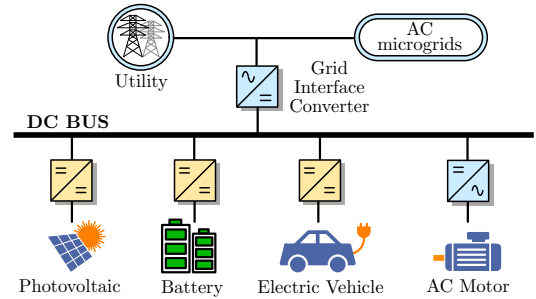 AC
microgrids
Utility
Grid
Interface
Converter
DC BUS
Photovoltaic
Battery
Electric Vehicle
AC Motor